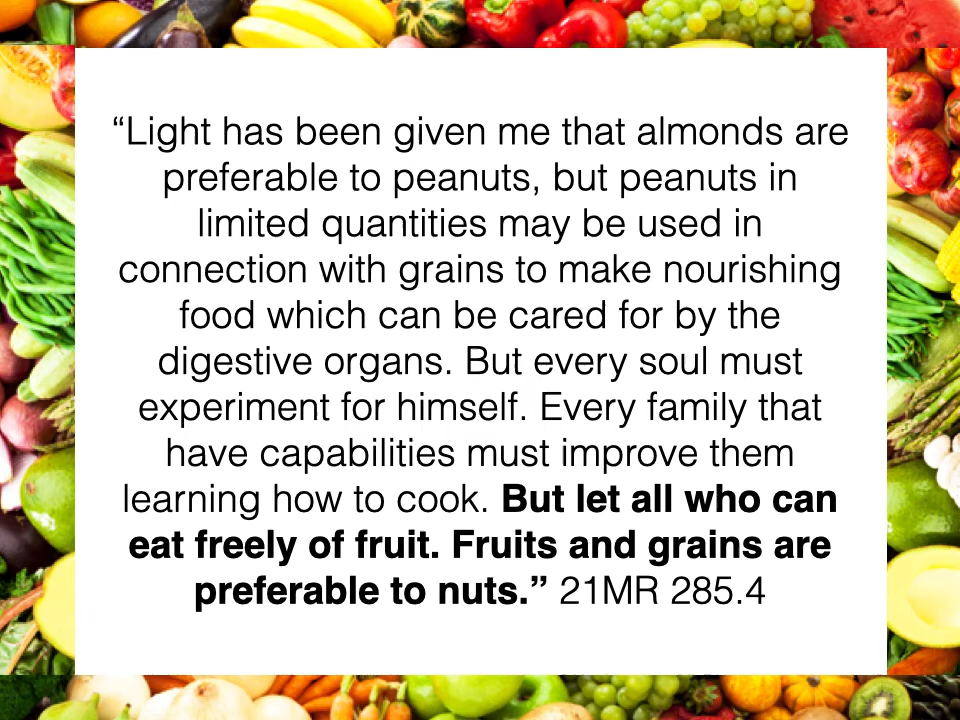 “Light has been given me that almonds are
preferable to peanuts, but peanuts in
limited quantities may be used in
connection with grains to make nourishing
food which can be cared for by the
digestive organs. But every soul must
experiment for himself. Every family that
have capabilities must improve them
learning how to cook. But let all who can
eat freely of fruit. Fruits and grains are
preferable to nuts.” 21MR 285.4